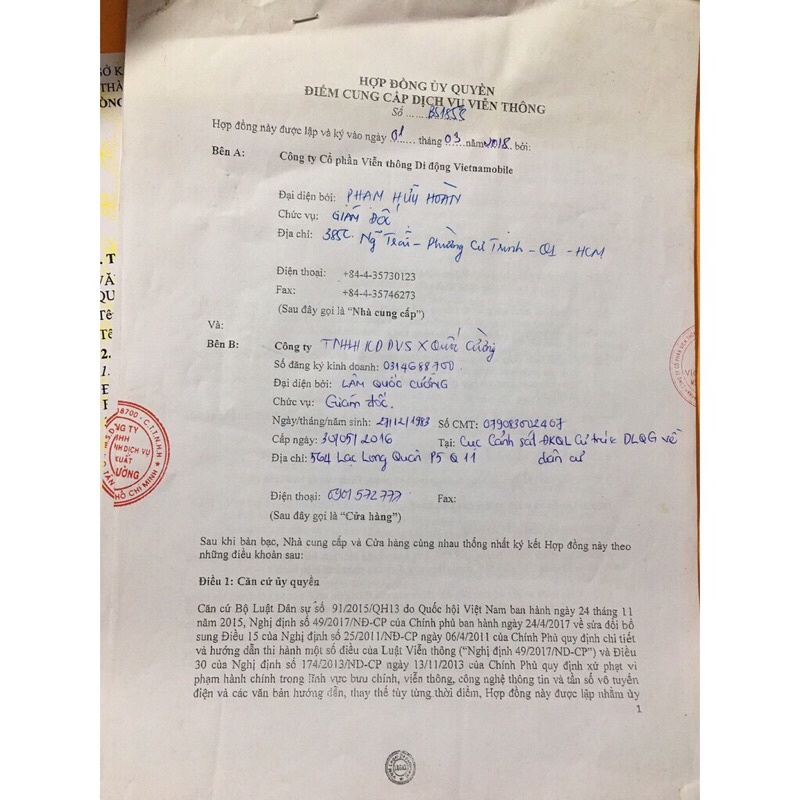 HỢP ĐỒNG ỦY QUYỀN
ĐIỂM CUNG CẤP DỊCH VỤ VIỄN THÔNG
Số ......BS1855
Hợp đồng này được lập và ký vào ngày 01 tháng 03 năm 2018 bởi:
Bên A: Công ty Cổ phần Viễn thông Di động Vietnamobile
Đại diện bởi: PHẠM HỮU HOÀN
Chức vụ: GIÁM ĐỐC
Địa chỉ: 385C Ng Trãi - Phường Cư Trinh - Q1 - HCM
Điện thoại: +84-4-35730123
Fax: +84-4-35746273
(Sau đây gọi là "Nhà cung cấp")
Và:
Bên B: Công ty TNHH KD DVSX Quốc Cường
Số đăng ký kinh doanh: 0314688700
Đại diện bởi: LÂM QUỐC CƯỜNG
Chức vụ: Giám đốc.
Ngày/tháng/năm sinh: 27/12/1983 Số CMT: 079083002407
Cấp ngày: 30/05/2016 Tại: Cục Cảnh sát ĐKQL Cư trú & DLQG về
Địa chỉ: 564 Lạc Long Quân P5 Q 11 dân cư
Điện thoại: 0901 572 777 Fax:
(Sau đây gọi là "Cửa hàng")
Sau khi bàn bạc, Nhà cung cấp và Cửa hàng cùng nhau thống nhất ký kết Hợp đồng này theo
những điều khoản sau:
Điều 1: Căn cứ ủy quyền
Căn cứ Bộ Luật Dân sự số 91/2015/QH13 do Quốc hội Việt Nam ban hành ngày 24 tháng 11
năm 2015, Nghị định số 49/2017/NĐ-CP của Chính phủ ban hành ngày 24/4/2017 về sửa đổi bổ
sung Điều 15 của Nghị định số 25/2011/NĐ-CP ngày 06/4/2011 của Chính Phủ quy định chi tiết
và hướng dẫn thi hành một số điều của Luật Viễn thông ("Nghị định 49/2017/ND-CP") và Điều
30 của Nghị định số 174/2013/ND-CP ngày 13/11/2013 của Chính Phủ quy định xử phạt vi
phạm hành chính trong lĩnh vực bưu chính, viễn thông, công nghệ thông tin và tần số vô tuyến
điện và các văn bản hướng dẫn, thay thế tùy từng thời điểm, Hợp đồng này được lập nhằm ủy
1